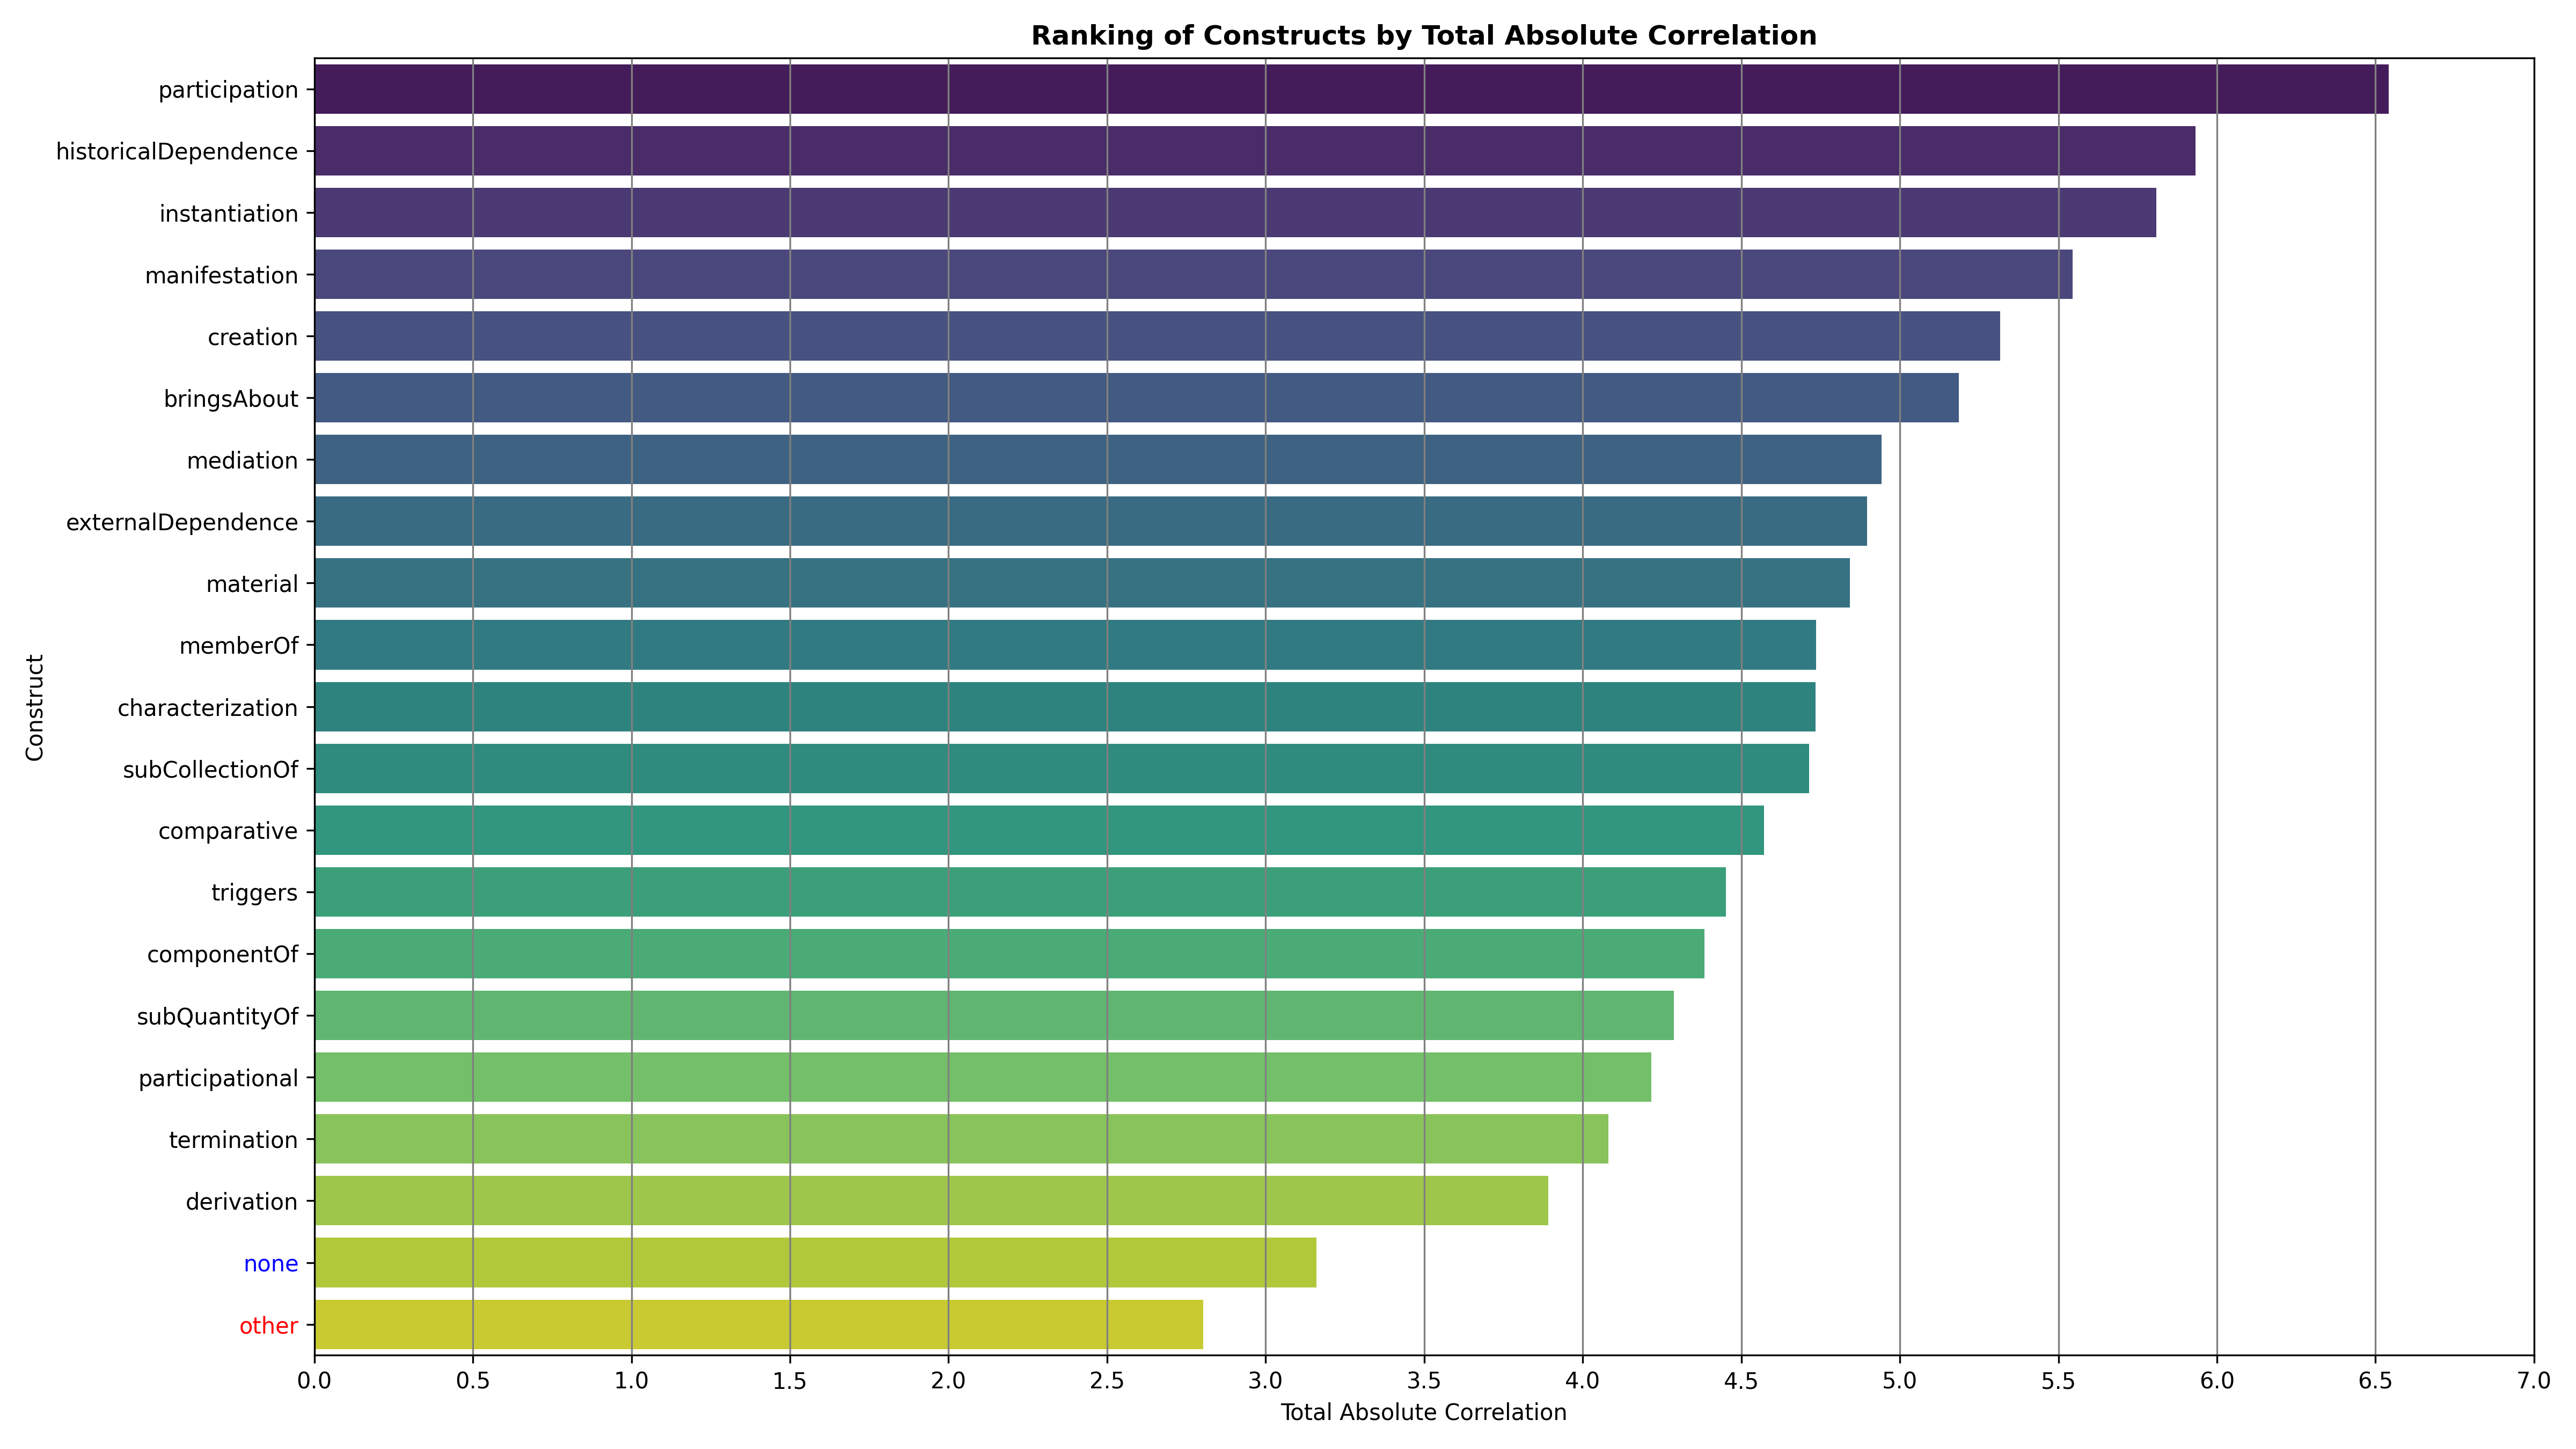 Ranking of Constructs by Total Absolute Correlation
participation
historicalDependence
instantiation
manifestation
creation
bringsAbout
mediation
externalDependence
material
memberOf
characterization
subCollectionOf
comparative
triggers
componentOf
subQuantityOf
participational
termination
derivation
none
other
Construct
0.0 0.5 1.0 1.5 2.0 2.5 3.0 3.5 4.0 4.5 5.0 5.5 6.0 6.5 7.0
Total Absolute Correlation